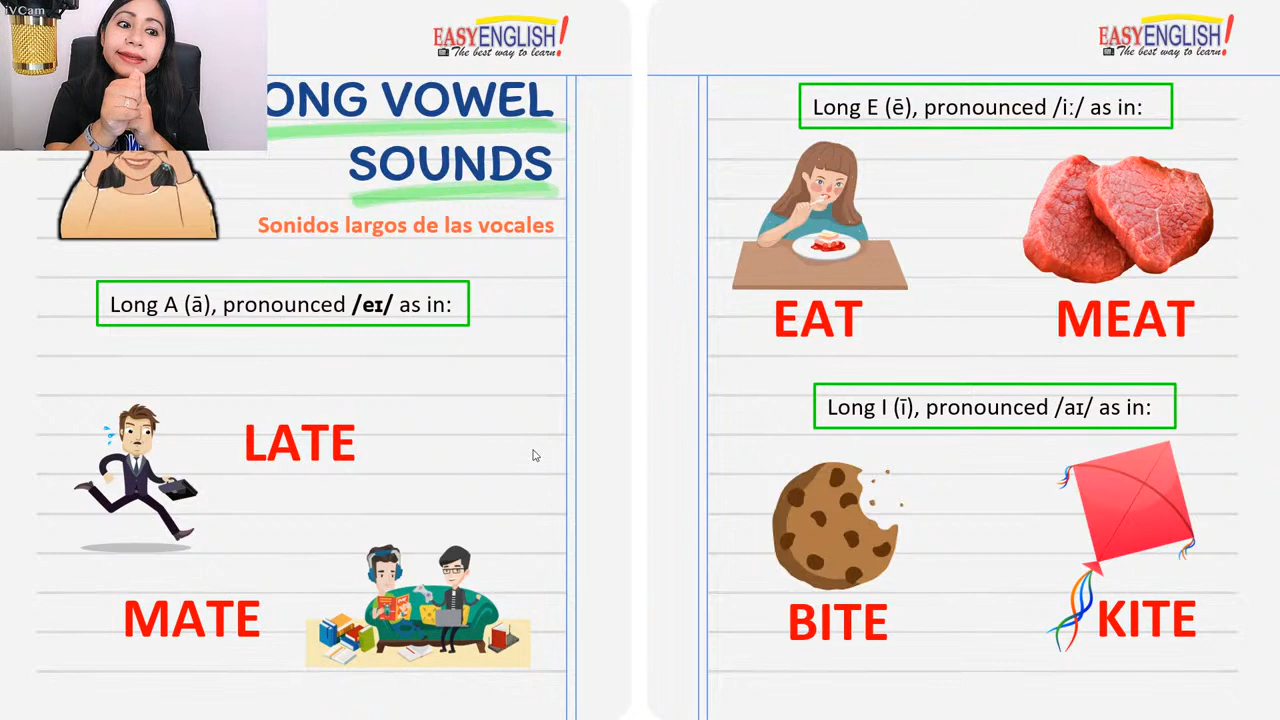 iVCam
EASYENGLISH!
The best way to learn!
ONG VOWEL
SOUNDS
Sonidos largos de las vocales
Long A (ā), pronounced /eɪ/ as in:
LATE
MATE
EASYENGLISH!
The best way to learn!
Long E (ē), pronounced /iː/ as in:
EAT
MEAT
Long I (ī), pronounced /aɪ/ as in:
BITE
KITE